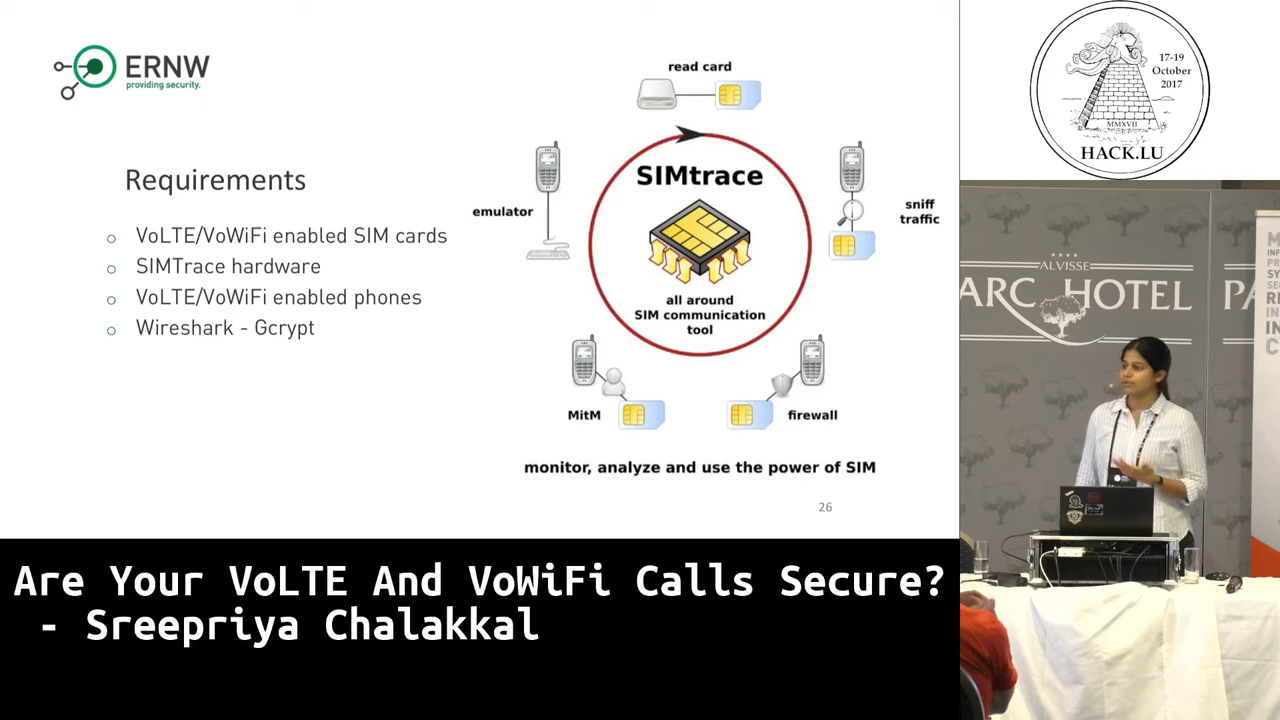 ERNW
providing security.
Requirements
VoLTE/VoWiFi enabled SIM cards
SIMTrace hardware
VoLTE/VoWiFi enabled phones
Wireshark - Gcrypt
read card
emulator
SIMtrace
sniff
traffic
all around
SIM communication
tool
MitM
firewall
monitor, analyze and use the power of SIM
26
17-19
October
2017
MMXVII
HACK.LU
ALVISSE
ARC HOTEL
PA
Are Your VoLTE And VoWiFi Calls Secure?
- Sreepriya Chalakkal